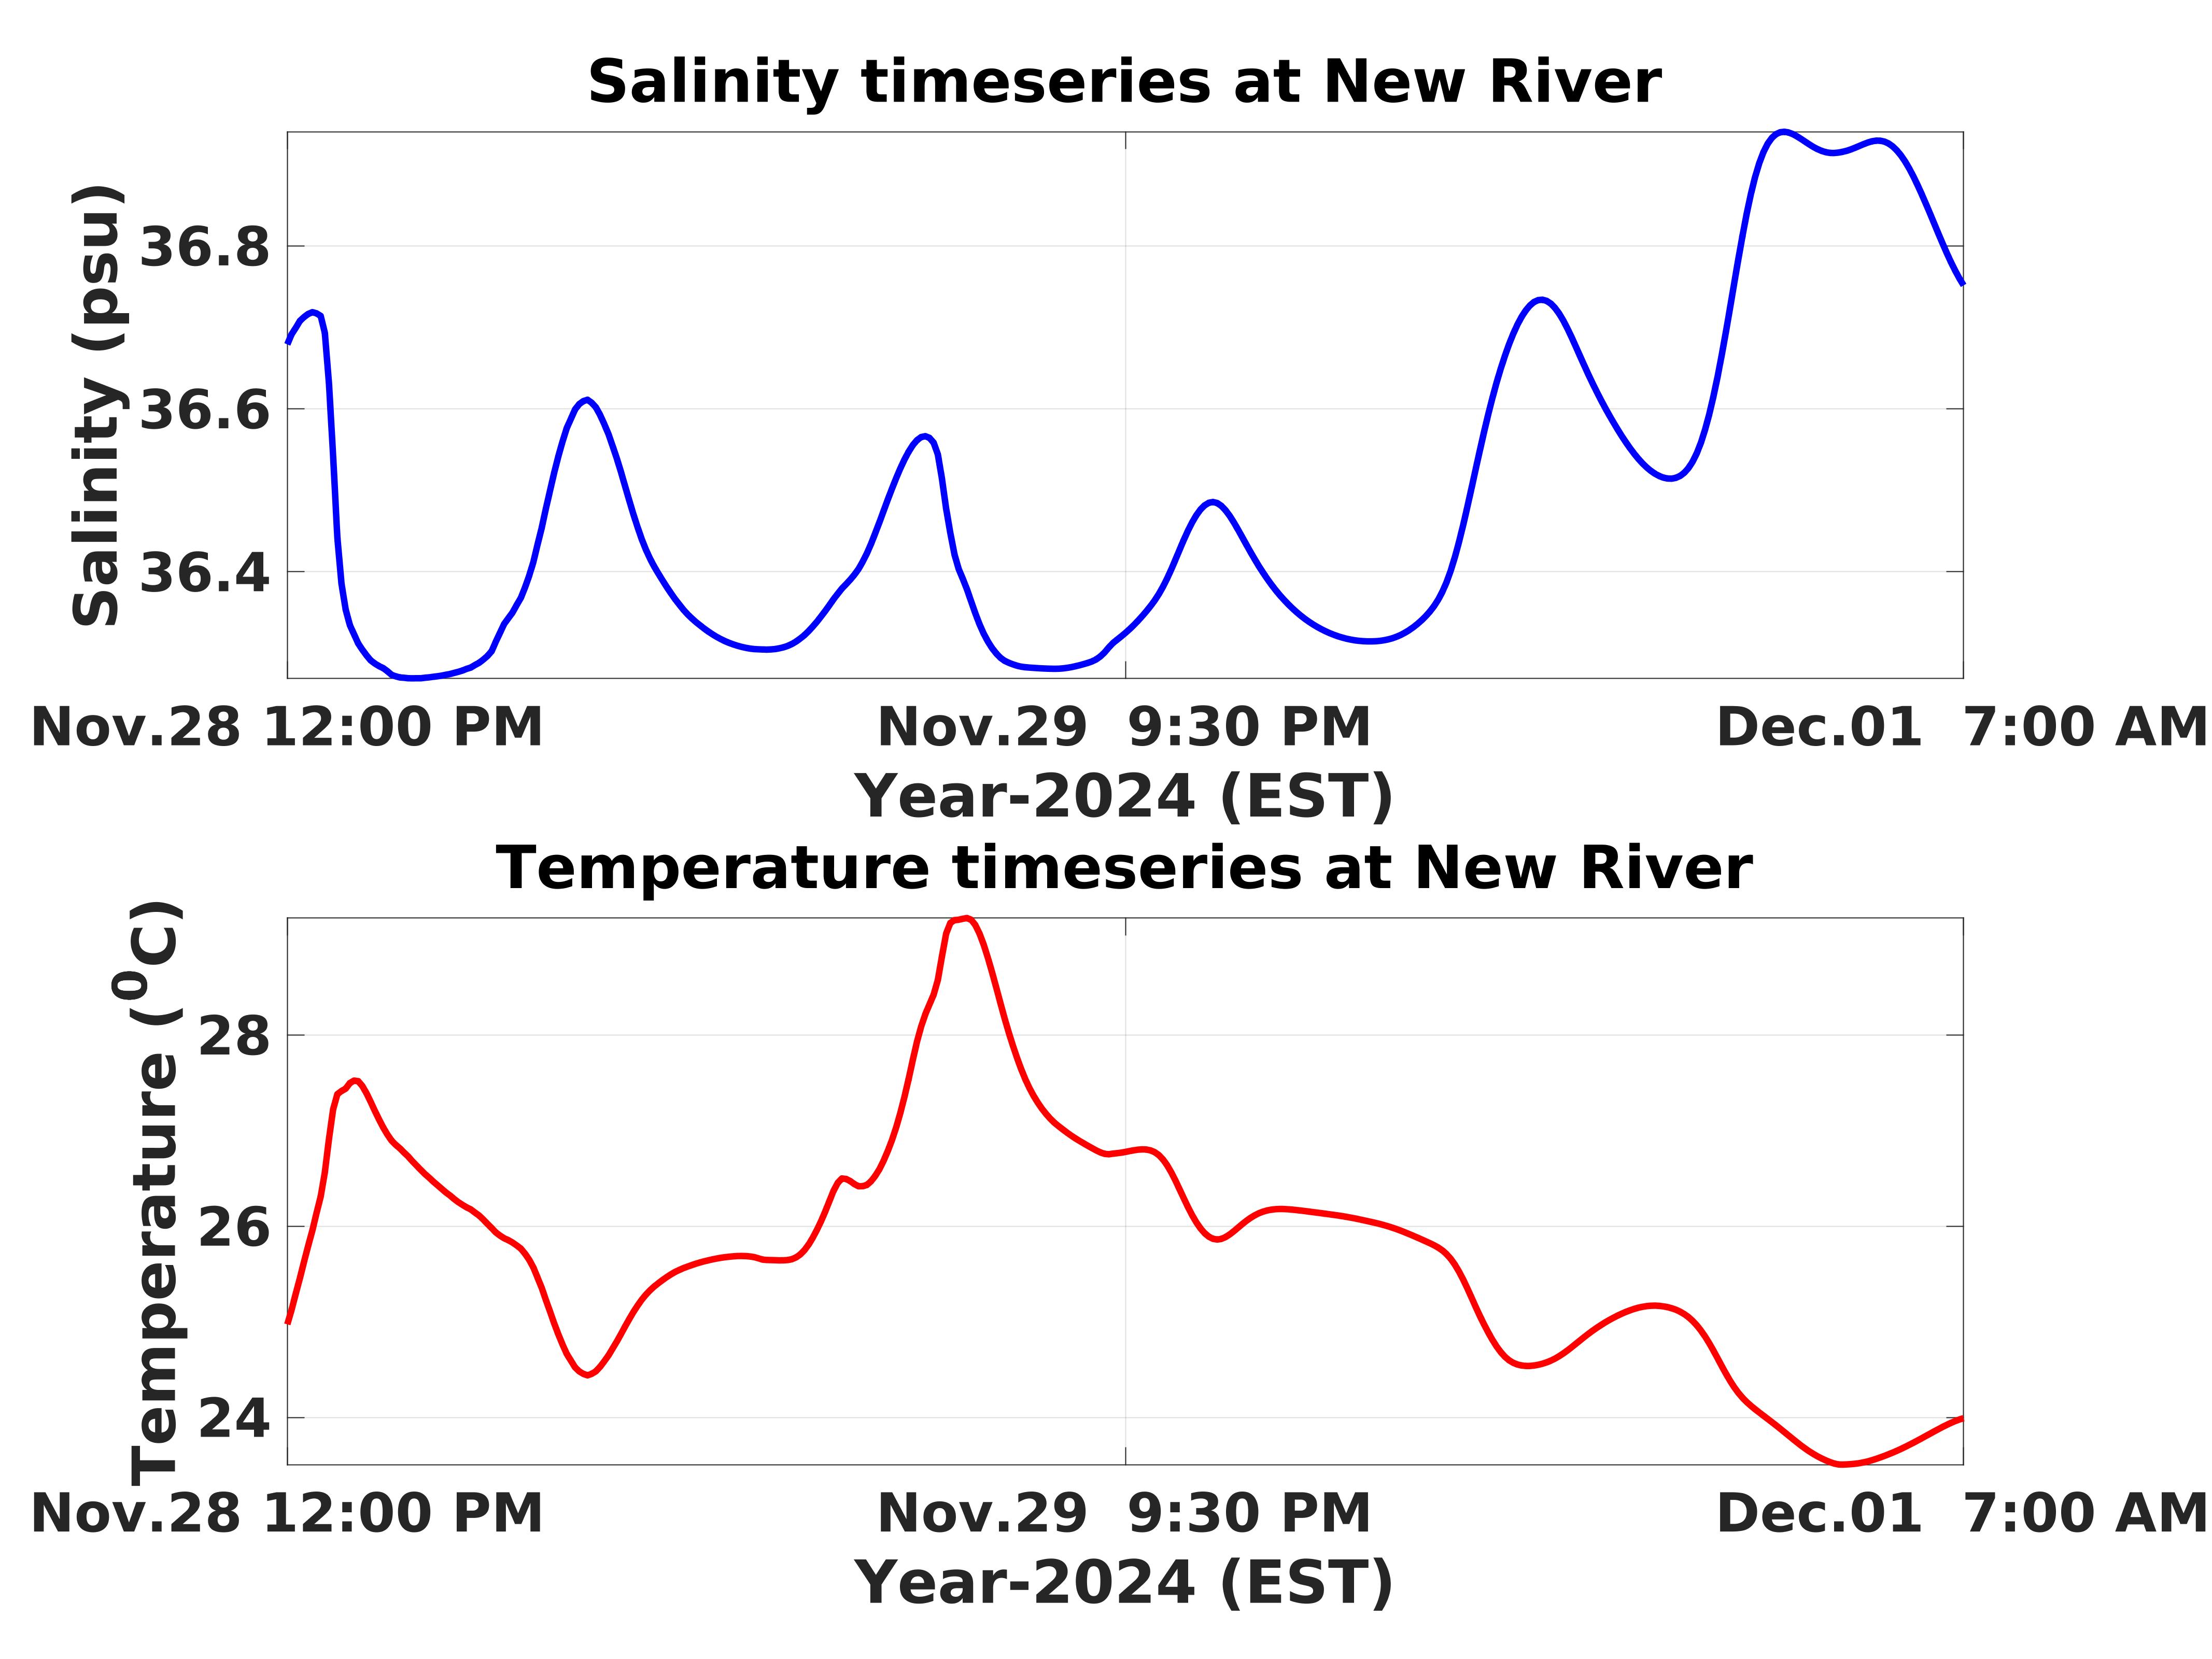 Salinity timeseries at New River
Salinity (psu)
36.8
36.6
36.4
Nov.28 12:00 PM Nov.29  9:30 PM Dec.01  7:00 AM
Year-2024 (EST)
Temperature timeseries at New River
Temperature (⁰C)
28
26
24
Nov.28 12:00 PM Nov.29  9:30 PM Dec.01  7:00 AM
Year-2024 (EST)